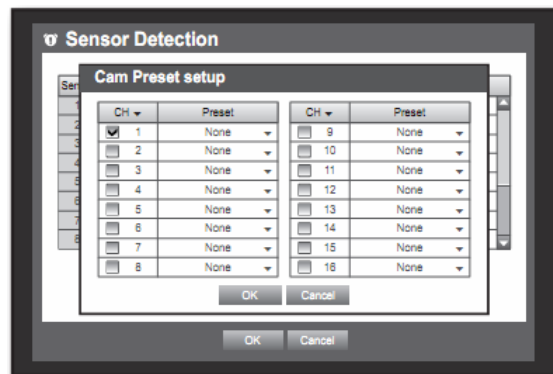 Sensor Detection
Cam Preset setup
CH Preset CH Preset
1 None 9 None
2 None 10 None
3 None 11 None
4 None 12 None
5 None 13 None
6 None 14 None
7 None 15 None
8 None 16 None
OK Cancel
OK Cancel